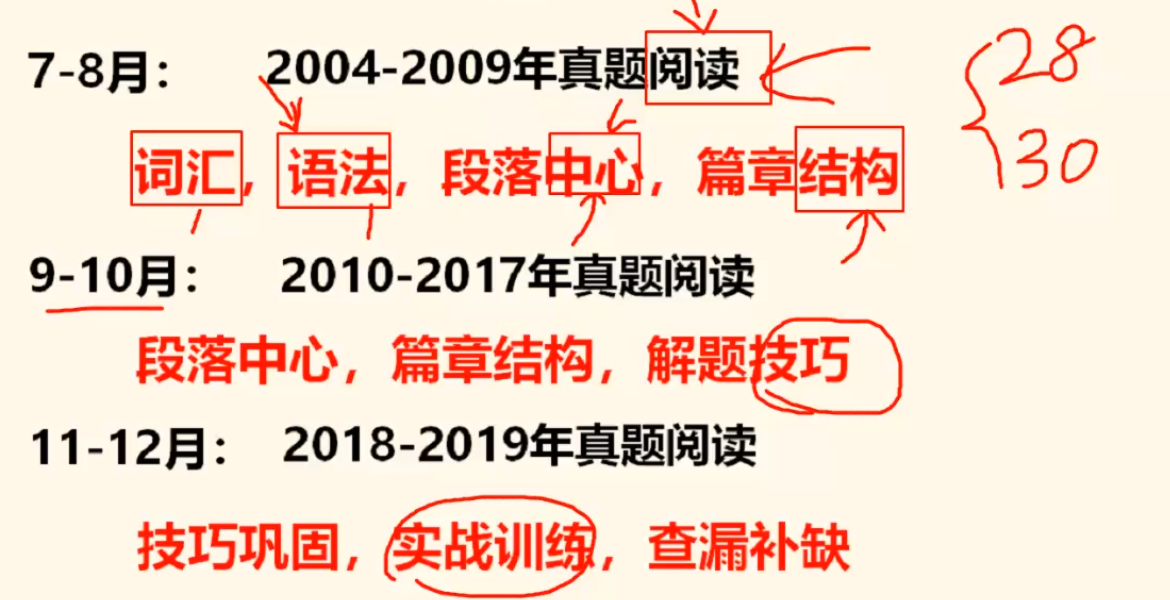 7-8月： 2004-2009年真题阅读 28
词汇，语法，段落中心，篇章结构 30
9-10月： 2010-2017年真题阅读
段落中心，篇章结构，解题技巧
11-12月： 2018-2019年真题阅读
技巧巩固，实战训练，查漏补缺